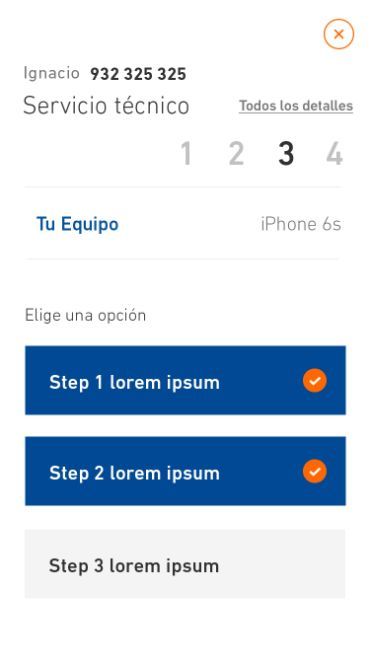 Ignacio 932 325 325
Servicio técnico Todos los detalles
1 2 3 4
Tu Equipo iPhone 6s
Elige una opción
Step 1 lorem ipsum
Step 2 lorem ipsum
Step 3 lorem ipsum